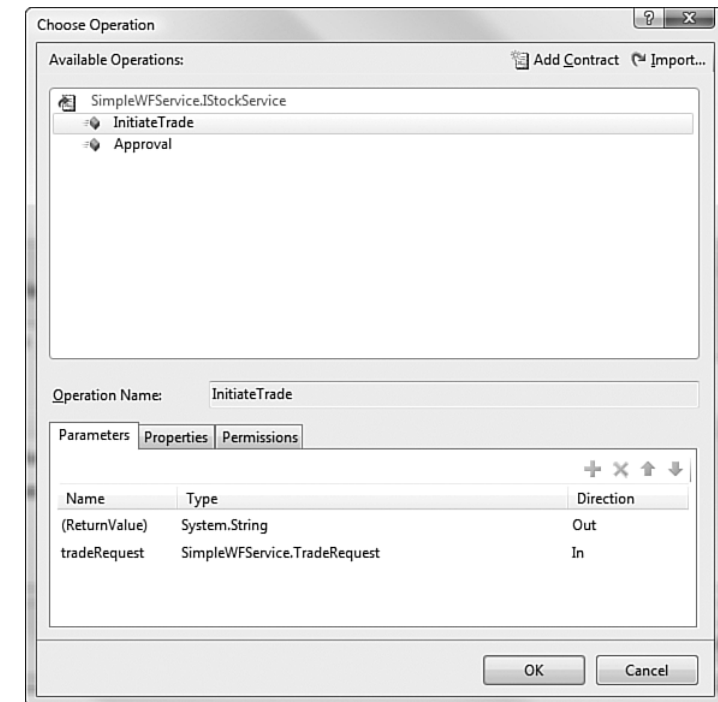 Choose Operation
Available Operations: Add Contract Import...
SimpleWFService.IStockService
InitiateTrade
Approval
Operation Name: InitiateTrade
Parameters Properties Permissions
Name Type Direction
(ReturnValue) System.String Out
tradeRequest SimpleWFService.TradeRequest In
OK Cancel